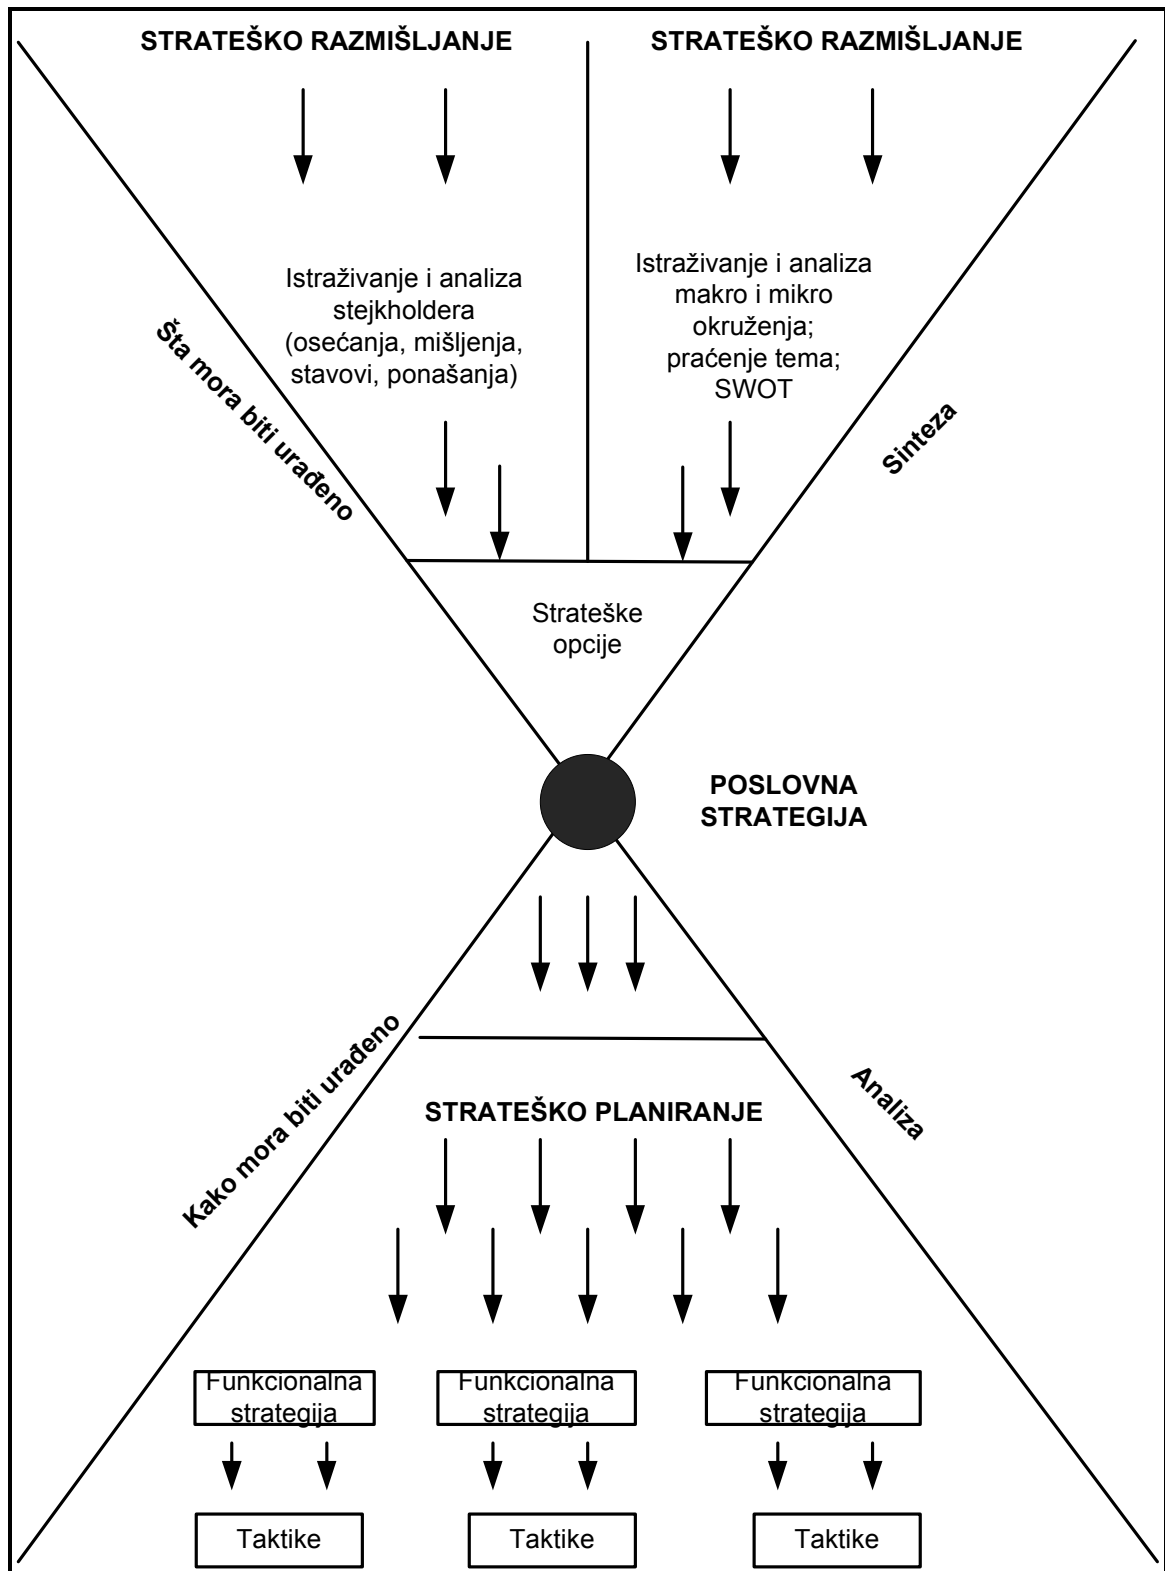 STRATEŠKO RAZMIŠLJANJE
STRATEŠKO RAZMIŠLJANJE
Istraživanje i analiza
stejkholdera
(osećanja, mišljenja,
stavovi, ponašanja)
Istraživanje i analiza
makro i mikro
okruženja;
praćenje tema;
SWOT
Šta mora biti urađeno
Sinteza
Strateške
opcije
POSLOVNA
STRATEGIJA
Kako mora biti urađeno
Analiza
STRATEŠKO PLANIRANJE
Funkcionalna
strategija
Funkcionalna
strategija
Funkcionalna
strategija
Taktike
Taktike
Taktike